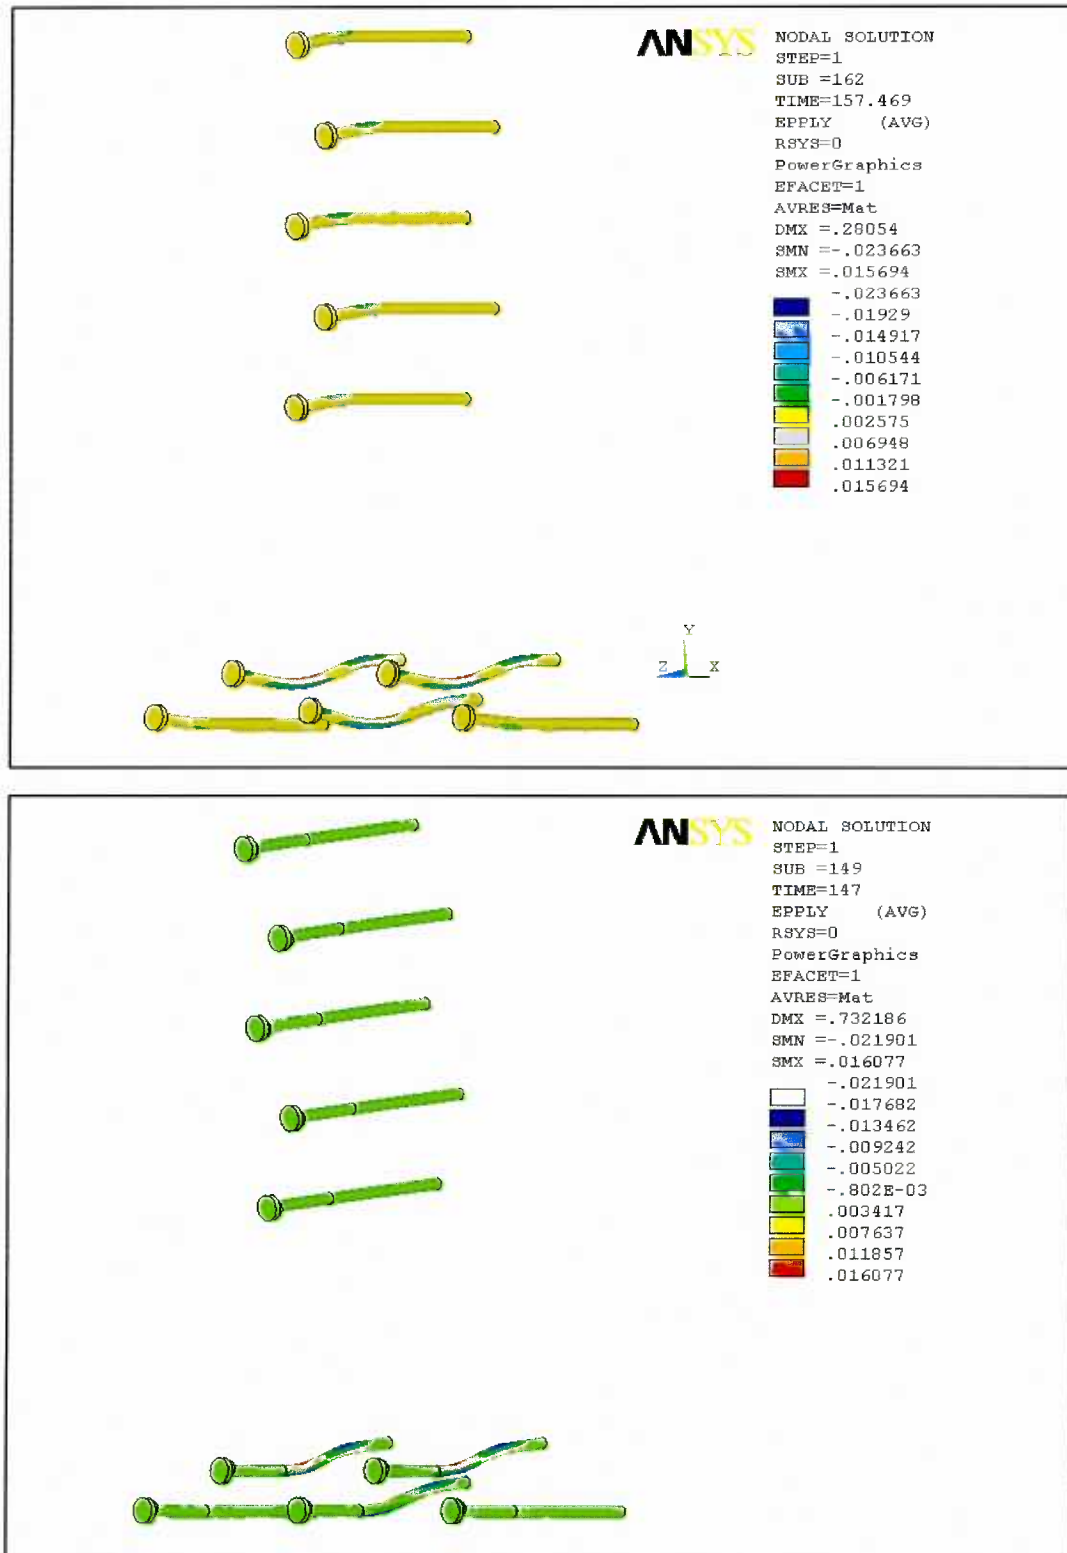 ANSYS
NODAL SOLUTION
STEP=1
SUB =162
TIME=157.469
EPPLY (AVG)
RSYS=0
PowerGraphics
EFACET=1
AVRES=Mat
DMX =.28054
SMN =-.023663
SMX =.015694
-.023663
-.01929
-.014917
-.010544
-.006171
-.001798
.002575
.006948
.011321
.015694
Y
Z X
ANSYS
NODAL SOLUTION
STEP=1
SUB =149
TIME=147
EPPLY (AVG)
RSYS=0
PowerGraphics
EFACET=1
AVRES=Mat
DMX =.732186
SMN =-.021901
SMX =.016077
-.021901
-.017682
-.013462
-.009242
-.005022
-.802E-03
.003417
.007637
.011857
.016077